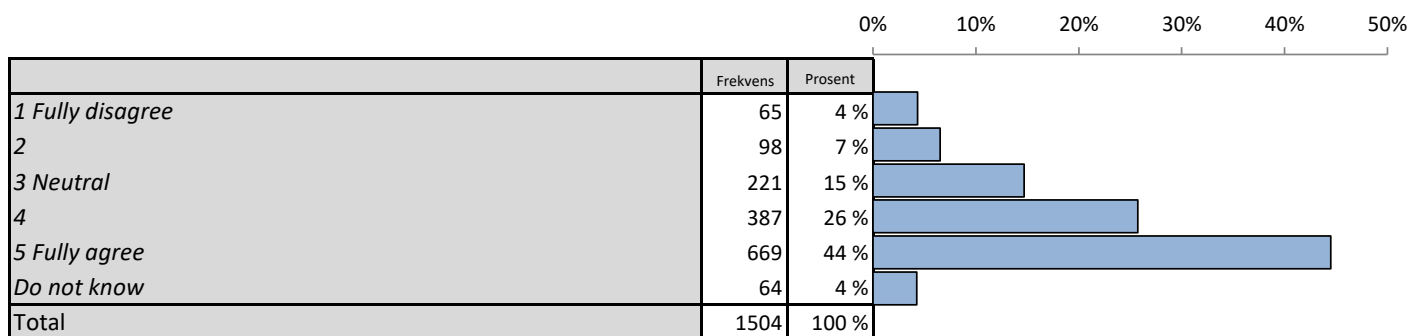 0% 10% 20% 30% 40% 50%
Frekvens Prosent
1 Fully disagree 65 4 %
2 98 7 %
3 Neutral 221 15 %
4 387 26 %
5 Fully agree 669 44 %
Do not know 64 4 %
Total 1504 100 %